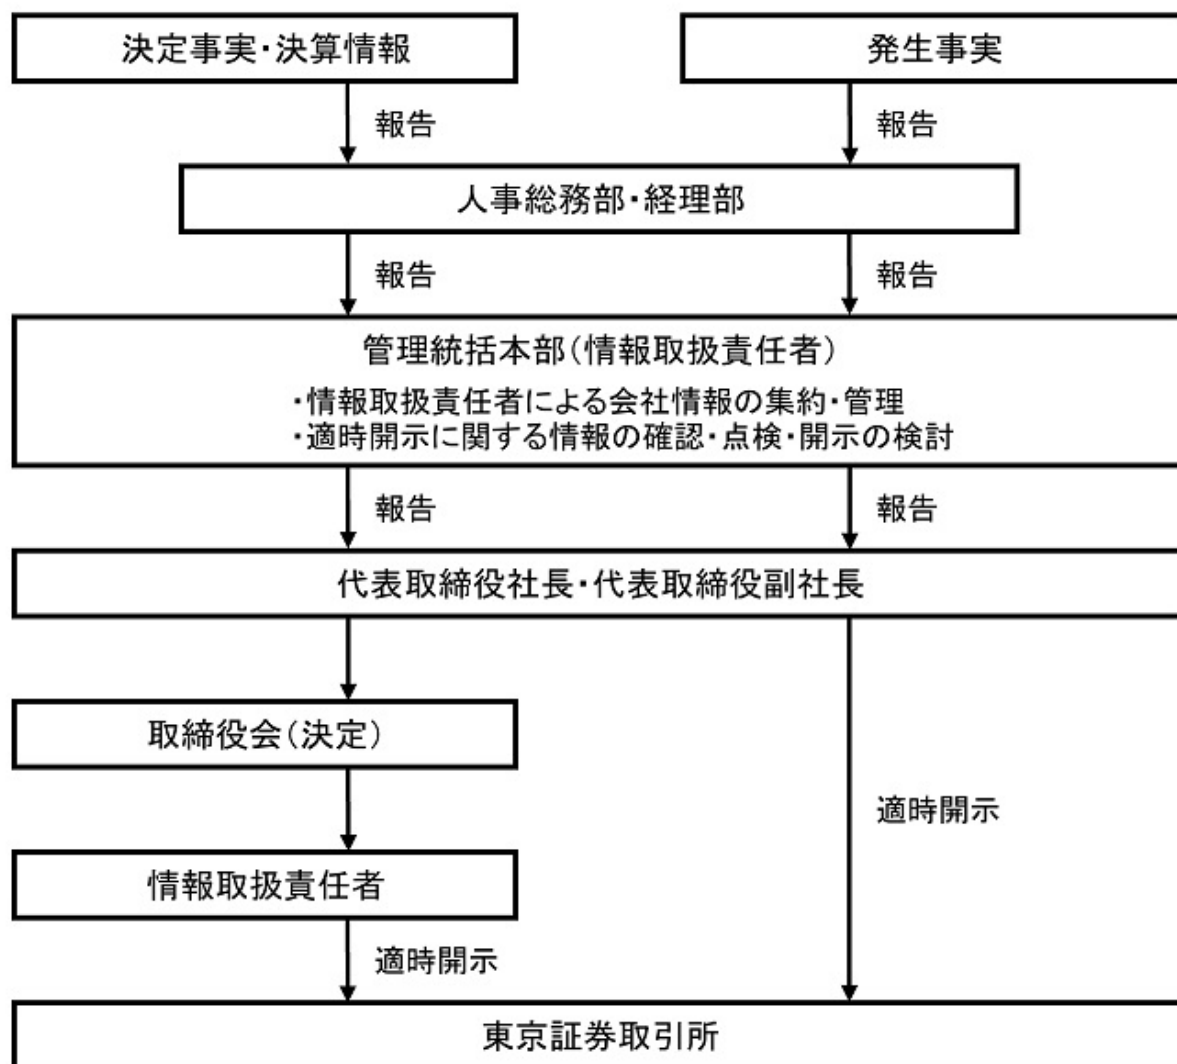 決定事実・決算情報
発生事実
報告
報告
人事総務部・経理部
報告
報告
管理統括本部(情報取扱責任者)
・情報取扱責任者による会社情報の集約・管理
・適時開示に関する情報の確認・点検・開示の検討
報告
報告
代表取締役社長・代表取締役副社長
取締役会(決定)
適時開示
情報取扱責任者
適時開示
東京証券取引所